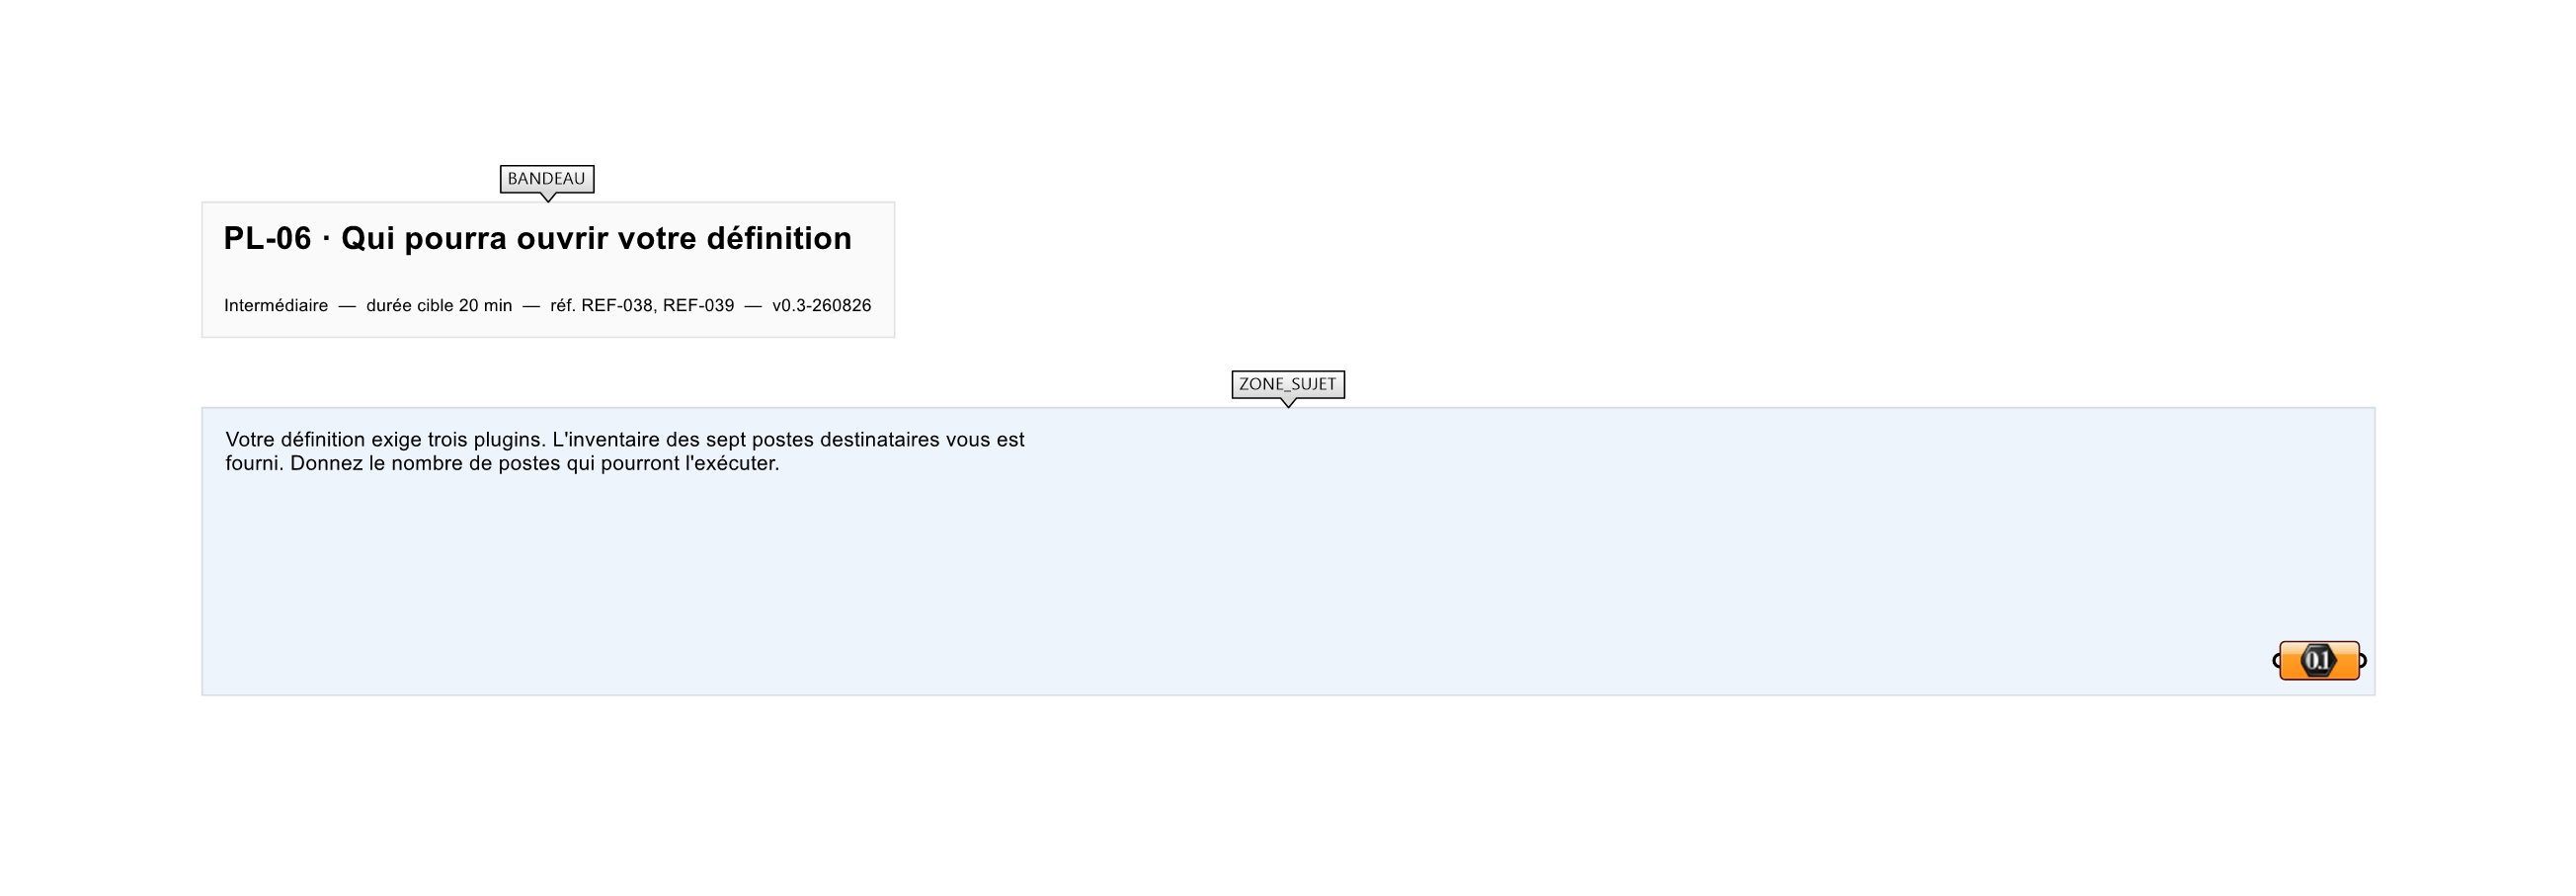 BANDEAU
PL-06 · Qui pourra ouvrir votre définition
Intermédiaire — durée cible 20 min — réf. REF-038, REF-039 — v0.3-260826
ZONE_SUJET
Votre définition exige trois plugins. L'inventaire des sept postes destinataires vous est
fourni. Donnez le nombre de postes qui pourront l'exécuter.
0.1